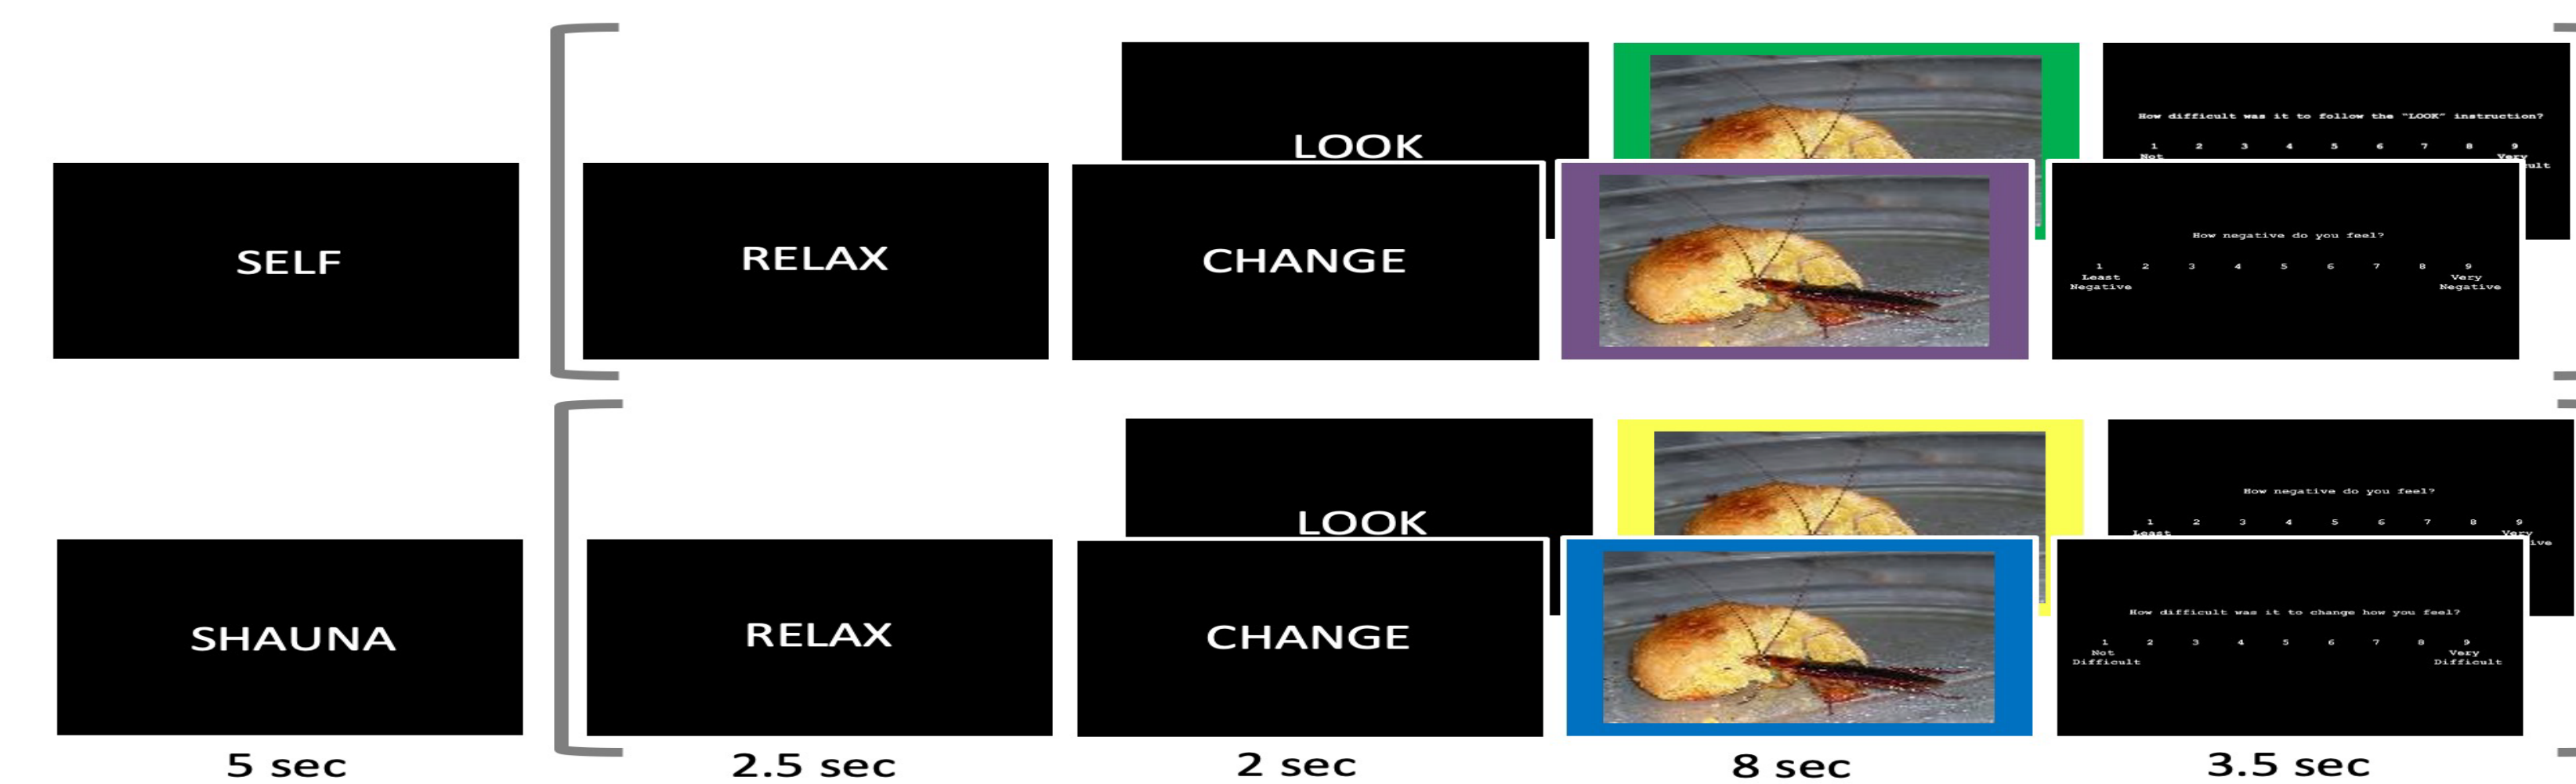 LOOK
How difficult was it to follow the "LOOK" instruction?
1 2 3 4 5 6 7 8 9
Not Very
SELF
RELAX
CHANGE
How negative do you feel?
1 2 3 4 5 6 7 8 9
Least Very
Negative Negative
LOOK
How negative do you feel?
1 2 3 4 5 6 7 8 9
Least Very
SHAUNA
RELAX
CHANGE
How difficult was it to change how you feel?
1 2 3 4 5 6 7 8 9
Not Very
Difficult Difficult
5 sec 2.5 sec 2 sec 8 sec 3.5 sec